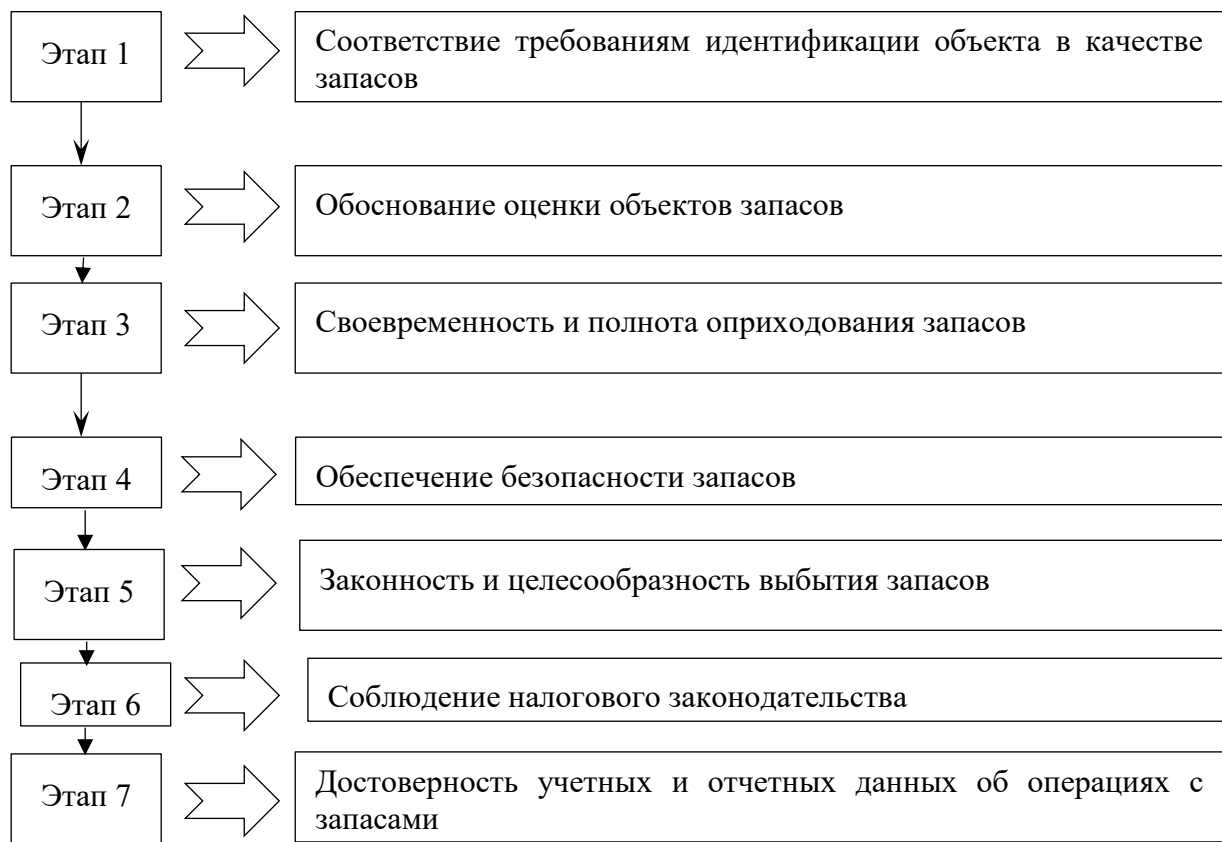 Этап 1
Соответствие требованиям идентификации объекта в качестве
запасов
Этап 2
Обоснование оценки объектов запасов
Этап 3
Своевременность и полнота оприходования запасов
Этап 4
Обеспечение безопасности запасов
Этап 5
Законность и целесообразность выбытия запасов
Этап 6
Соблюдение налогового законодательства
Этап 7
Достоверность учетных и отчетных данных об операциях с
запасами